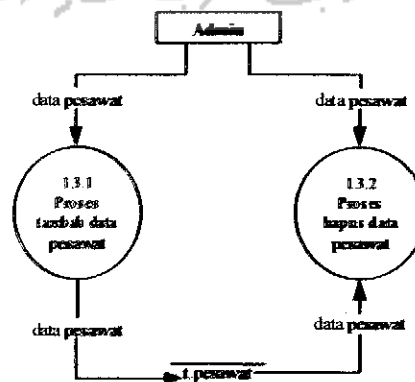 Admin
data pesawat
data pesawat
1.3.1
Proses
tambah data
pesawat
1.3.2
Proses
hapus data
pesawat
data pesawat
data pesawat
t.pesawat